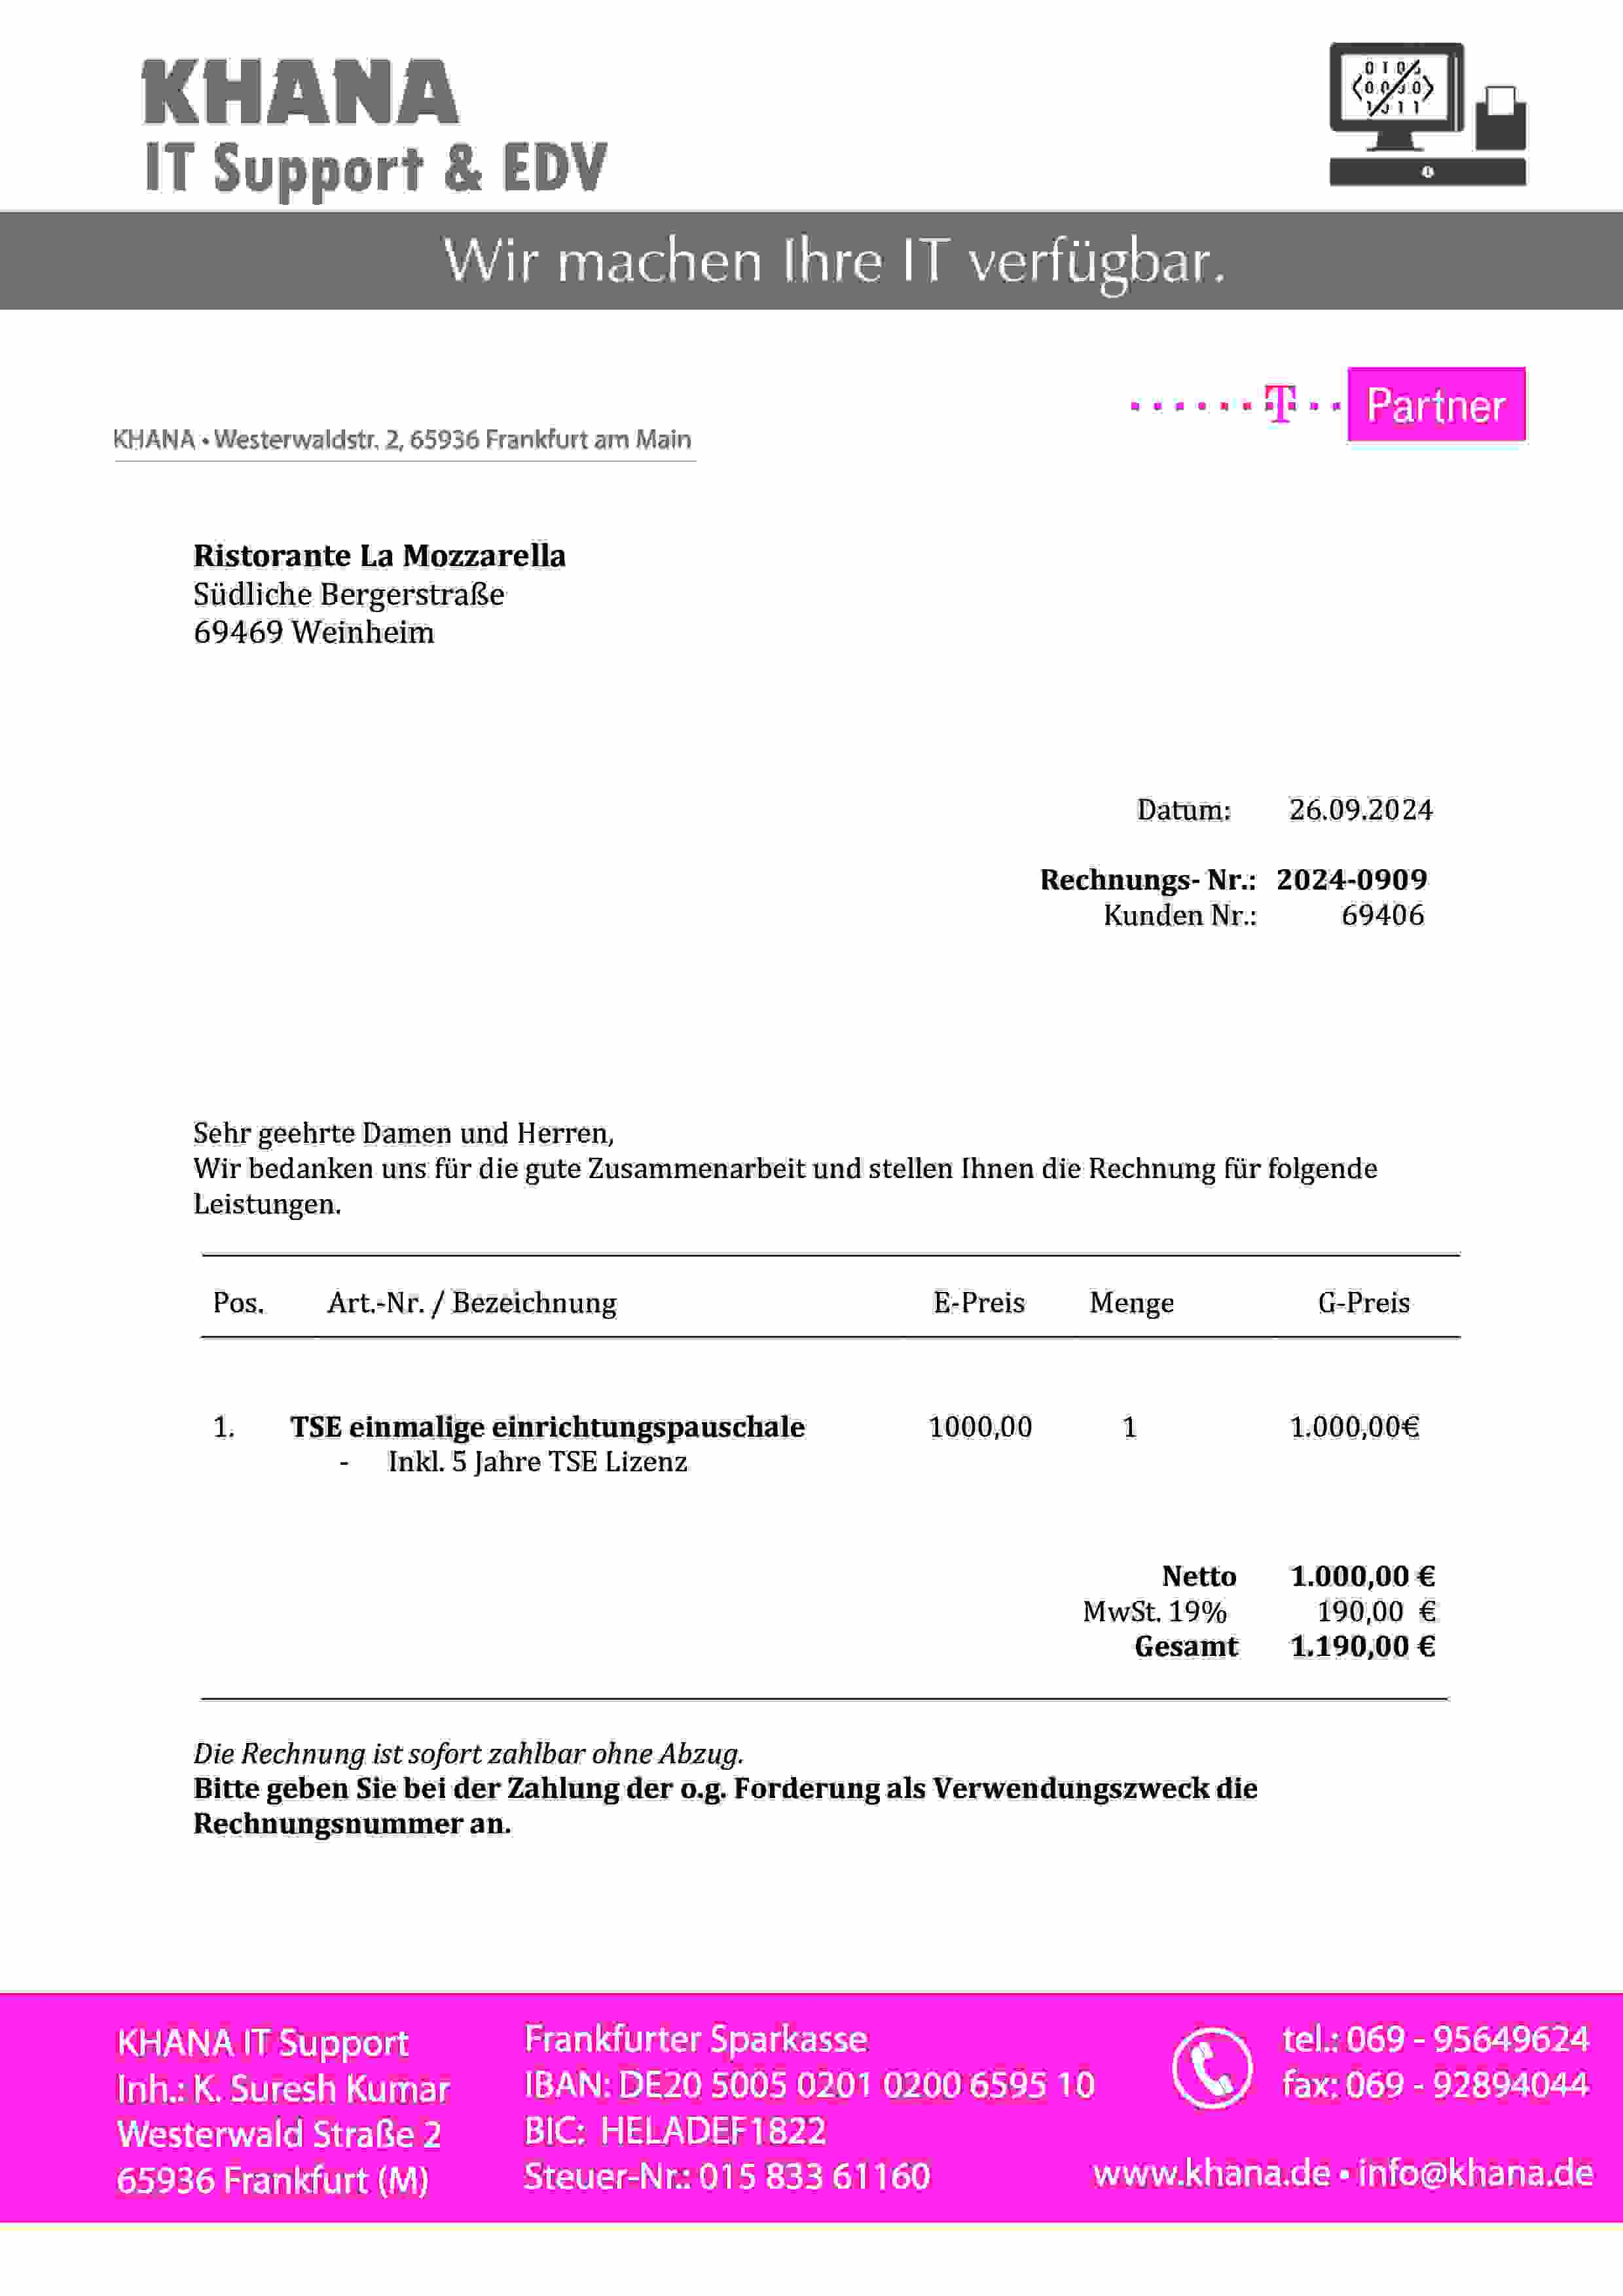 KHANA
IT Support & EDV
Wir machen Ihre IT verfügbar.
T Partner
KHANA • Westerwaldstr. 2, 65936 Frankfurt am Main
Ristorante La Mozzarella
Südliche Bergerstraße
69469 Weinheim
Datum: 26.09.2024
Rechnungs- Nr.: 2024-0909
Kunden Nr.: 69406
Sehr geehrte Damen und Herren,
Wir bedanken uns für die gute Zusammenarbeit und stellen Ihnen die Rechnung für folgende
Leistungen.
Pos. Art.-Nr. / Bezeichnung E-Preis Menge G-Preis
1. TSE einmalige einrichtungspauschale 1000,00 1 1.000,00€
- Inkl. 5 Jahre TSE Lizenz
Netto 1.000,00 €
MwSt. 19% 190,00 €
Gesamt 1.190,00 €
Die Rechnung ist sofort zahlbar ohne Abzug.
Bitte geben Sie bei der Zahlung der o.g. Forderung als Verwendungszweck die
Rechnungsnummer an.
KHANA IT Support
Inh.: K. Suresh Kumar
Westerwald Straße 2
65936 Frankfurt (M)
Frankfurter Sparkasse
IBAN: DE20 5005 0201 0200 6595 10
BIC: HELADEF1822
Steuer-Nr.: 015 833 61160
tel.: 069 - 95649624
fax: 069 - 92894044
www.khana.de • info@khana.de